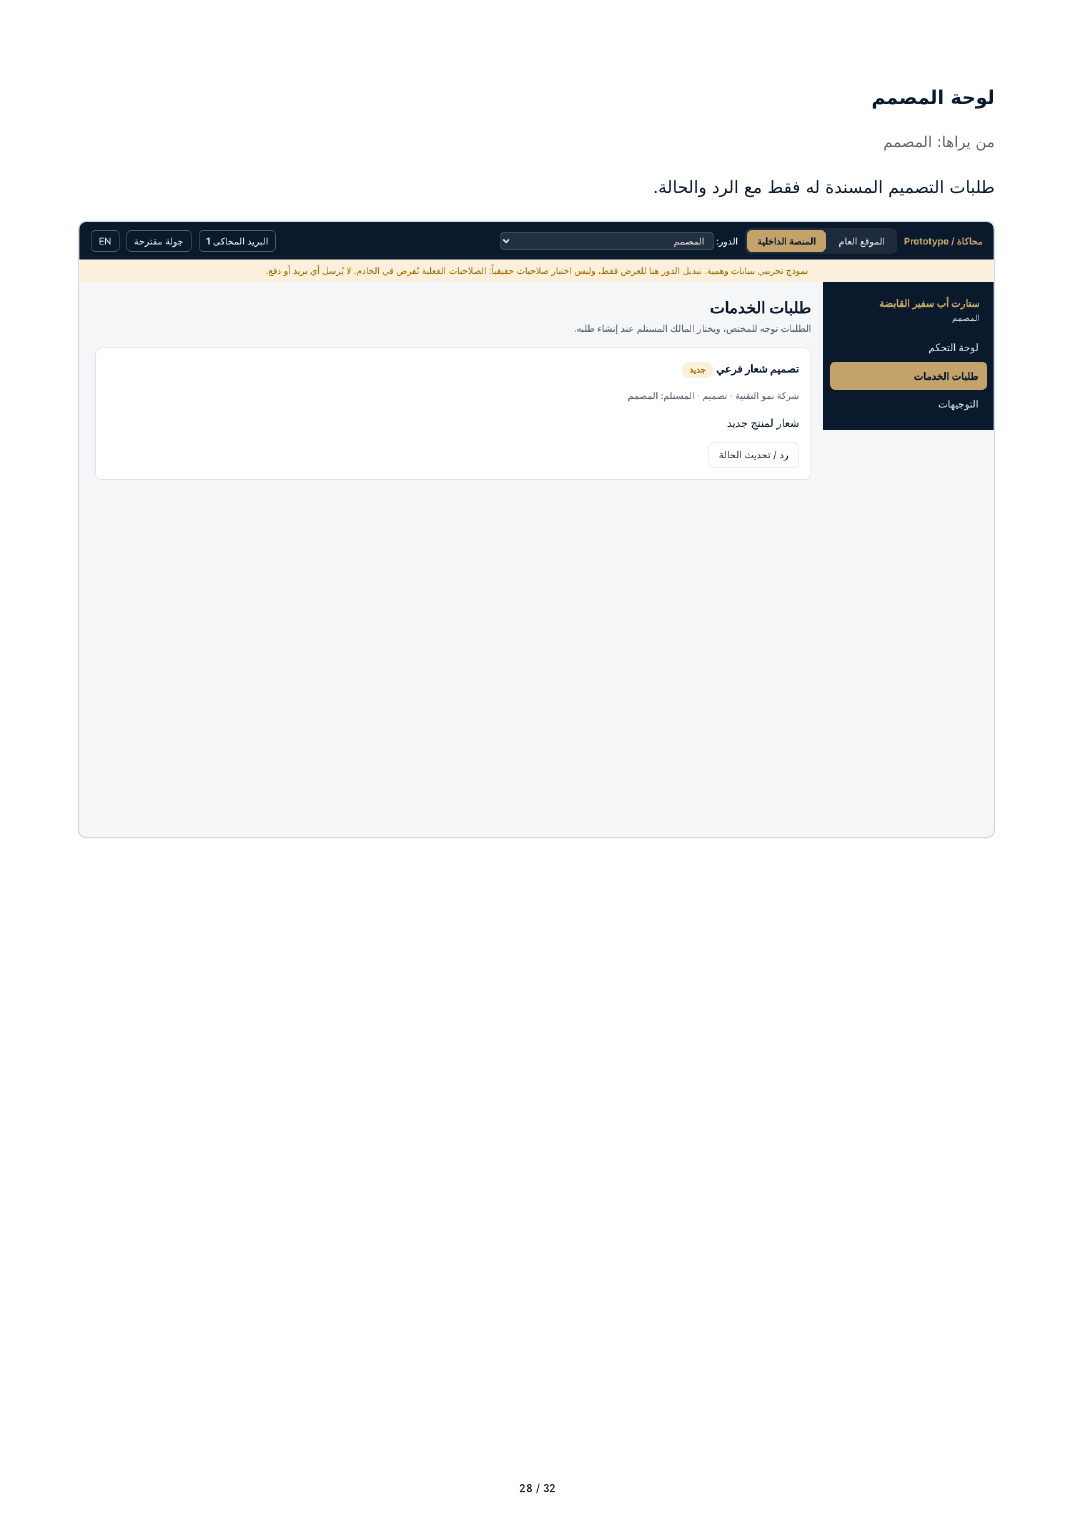 لوحة المصمم
من يراها: المصمم
طلبات التصميم المسندة له فقط مع الرد والحالة.
محاكاة / Prototype
الموقع العام
المنصة الداخلية
الدور:
المصمم
البريد المحاكى 1
جولة مقترحة
EN
نموذج تجريبي ببيانات وهمية. تبديل الدور هنا للعرض فقط، وليس اختبار صلاحيات حقيقياً: الصلاحيات الفعلية تُفرض في الخادم. لا يُرسل أي بريد أو دفع.
ستارت أب سفير القابضة
المصمم
لوحة التحكم
طلبات الخدمات
التوجيهات
طلبات الخدمات
الطلبات توجه للمختص، ويختار المالك المستلم عند إنشاء طلبه.
تصميم شعار فرعي جديد
شركة نمو التقنية · تصميم · المستلم: المصمم
شعار لمنتج جديد
رد / تحديث الحالة
28 / 32